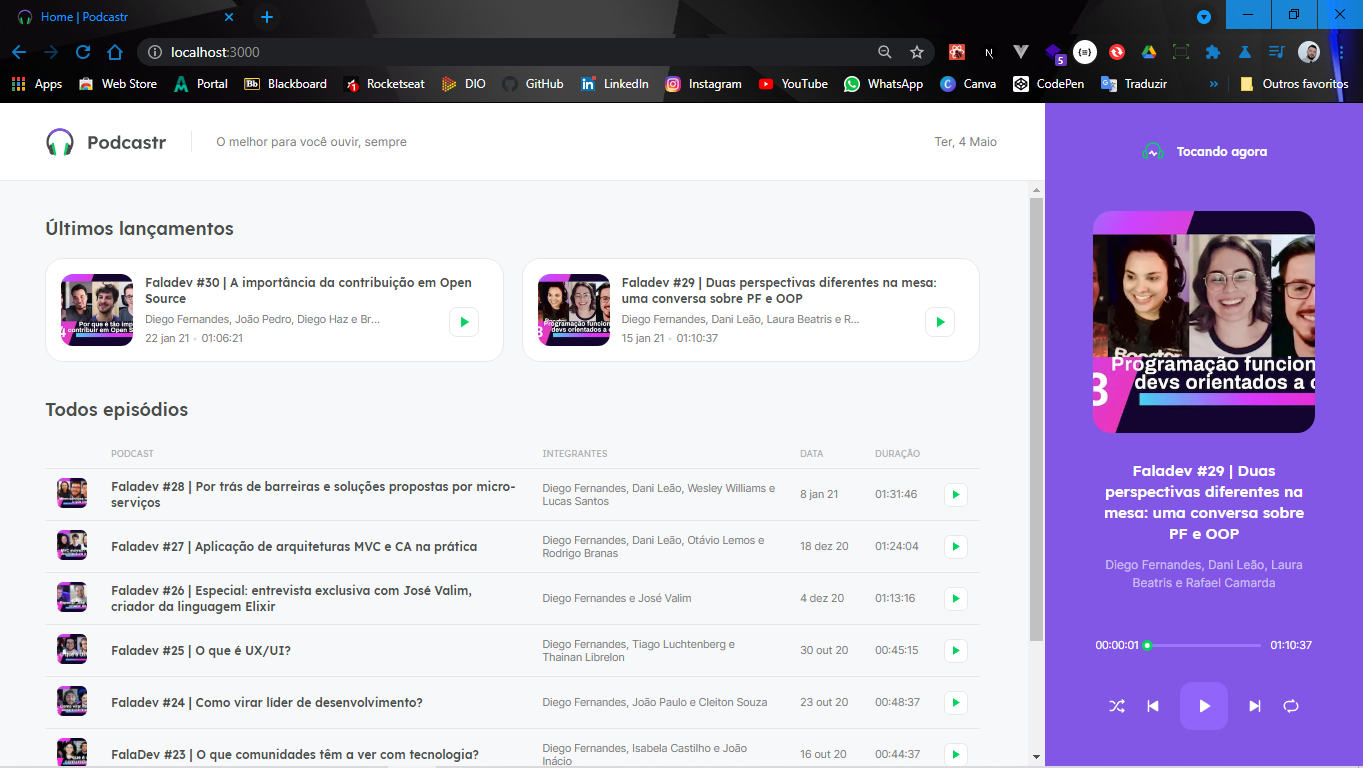 Home | Podcastr
localhost:3000
5
Apps Web Store Portal Bb Blackboard Rocketseat DIO GitHub LinkedIn Instagram YouTube WhatsApp Canva CodePen Traduzir » Outros favoritos
Podcastr O melhor para você ouvir, sempre Ter, 4 Maio
Últimos lançamentos
Faladev #30 | A importância da contribuição em Open
Source
Diego Fernandes, João Pedro, Diego Haz e Br...
22 jan 21 • 01:06:21
Faladev #29 | Duas perspectivas diferentes na mesa:
uma conversa sobre PF e OOP
Diego Fernandes, Dani Leão, Laura Beatris e R...
15 jan 21 • 01:10:37
Todos episódios
PODCAST INTEGRANTES DATA DURAÇÃO
Faladev #28 | Por trás de barreiras e soluções propostas por micro-
serviços
Diego Fernandes, Dani Leão, Wesley Williams e
Lucas Santos
8 jan 21 01:31:46
Faladev #27 | Aplicação de arquiteturas MVC e CA na prática
Diego Fernandes, Dani Leão, Otávio Lemos e
Rodrigo Branas
18 dez 20 01:24:04
Faladev #26 | Especial: entrevista exclusiva com José Valim,
criador da linguagem Elixir
Diego Fernandes e José Valim
4 dez 20 01:13:16
Faladev #25 | O que é UX/UI?
Diego Fernandes, Tiago Luchtenberg e
Thainan Librelon
30 out 20 00:45:15
Faladev #24 | Como virar líder de desenvolvimento?
Diego Fernandes, João Paulo e Cleiton Souza
23 out 20 00:48:37
FalaDev #23 | O que comunidades têm a ver com tecnologia?
Diego Fernandes, Isabela Castilho e João
Inácio
16 out 20 00:44:37
Tocando agora
3
Programação funcion
devs orientados a
Faladev #29 | Duas
perspectivas diferentes na
mesa: uma conversa sobre
PF e OOP
Diego Fernandes, Dani Leão, Laura
Beatris e Rafael Camarda
00:00:01 01:10:37